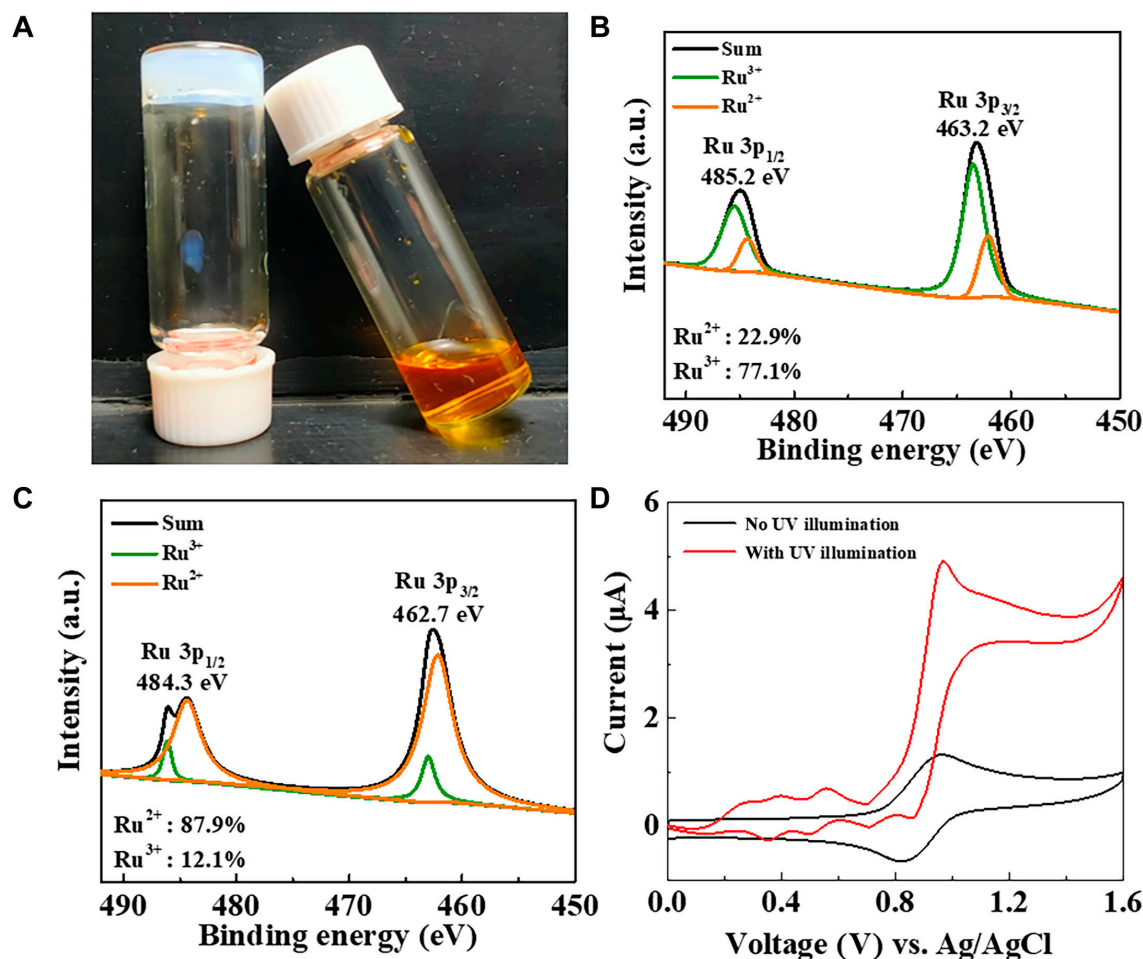 A
B
Sum
Ru³⁺
Ru²⁺
Ru 3p₃/₂
463.2 eV
Ru 3p₁/₂
485.2 eV
Ru²⁺ : 22.9%
Ru³⁺ : 77.1%
Intensity (a.u.)
490 480 470 460 450
Binding energy (eV)
C
Sum
Ru³⁺
Ru²⁺
Ru 3p₃/₂
462.7 eV
Ru 3p₁/₂
484.3 eV
Ru²⁺ : 87.9%
Ru³⁺ : 12.1%
Intensity (a.u.)
490 480 470 460 450
Binding energy (eV)
D
No UV illumination
With UV illumination
6
4
2
0
Current (µA)
0.0 0.4 0.8 1.2 1.6
Voltage (V) vs. Ag/AgCl